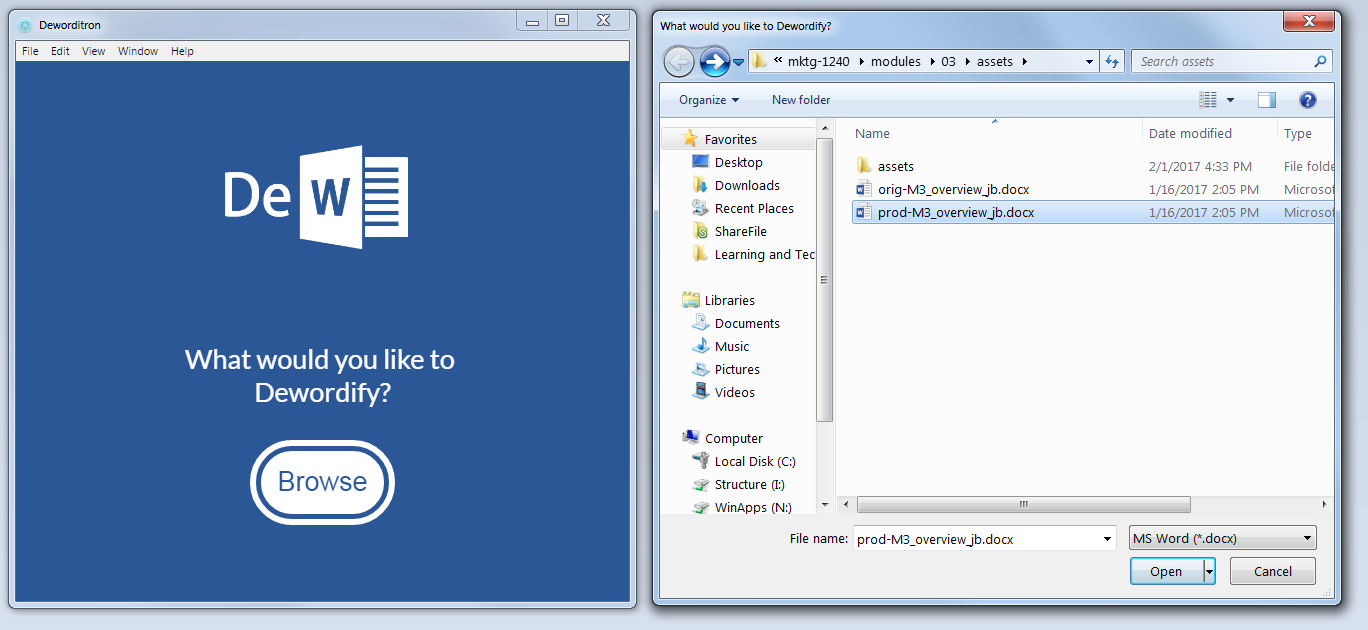 Deworditron
File Edit View Window Help
De W
What would you like to
Dewordify?
Browse
What would you like to Dewordify?
« mktg-1240 modules 03 assets
Search assets
Organize New folder
?
Name Date modified Type
Favorites
Desktop
Downloads
Recent Places
ShareFile
Learning and Tec
Libraries
Documents
Music
Pictures
Videos
Computer
Local Disk (C:)
Structure (I:)
WinApps (N:)
assets 2/1/2017 4:33 PM File folde
orig-M3_overview_jb.docx 1/16/2017 2:05 PM Microsof
prod-M3_overview_jb.docx 1/16/2017 2:05 PM Microsof
File name: prod-M3_overview_jb.docx MS Word (*.docx)
Open Cancel